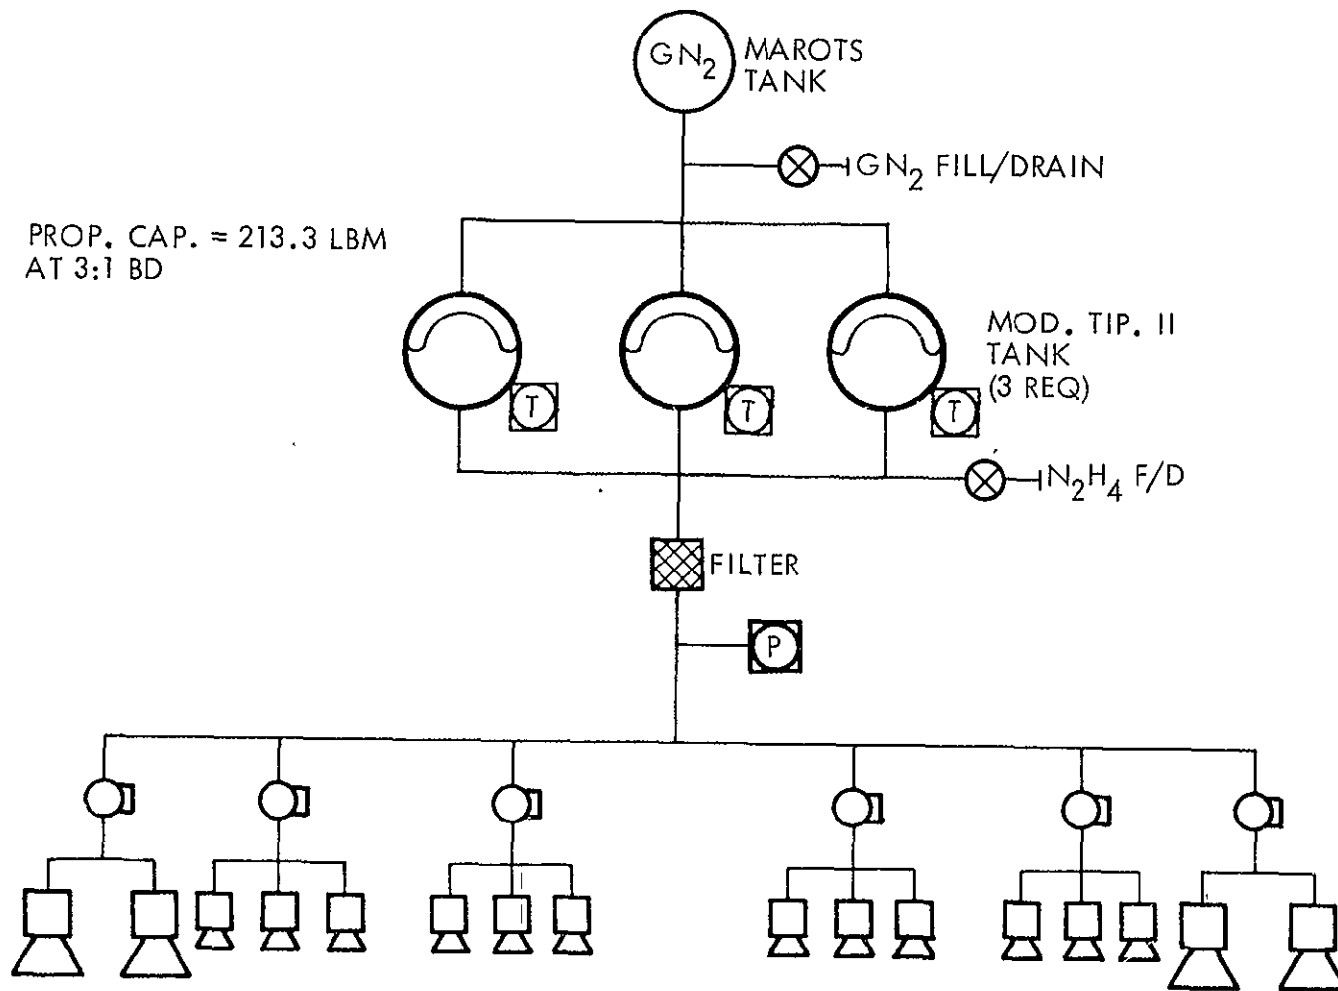 GN₂
MAROTS
TANK
GN₂ FILL/DRAIN
PROP. CAP. = 213.3 LBM
AT 3:1 BD
MOD. TIP. II
TANK
(3 REQ)
T
T
T
N₂H₄ F/D
FILTER
P